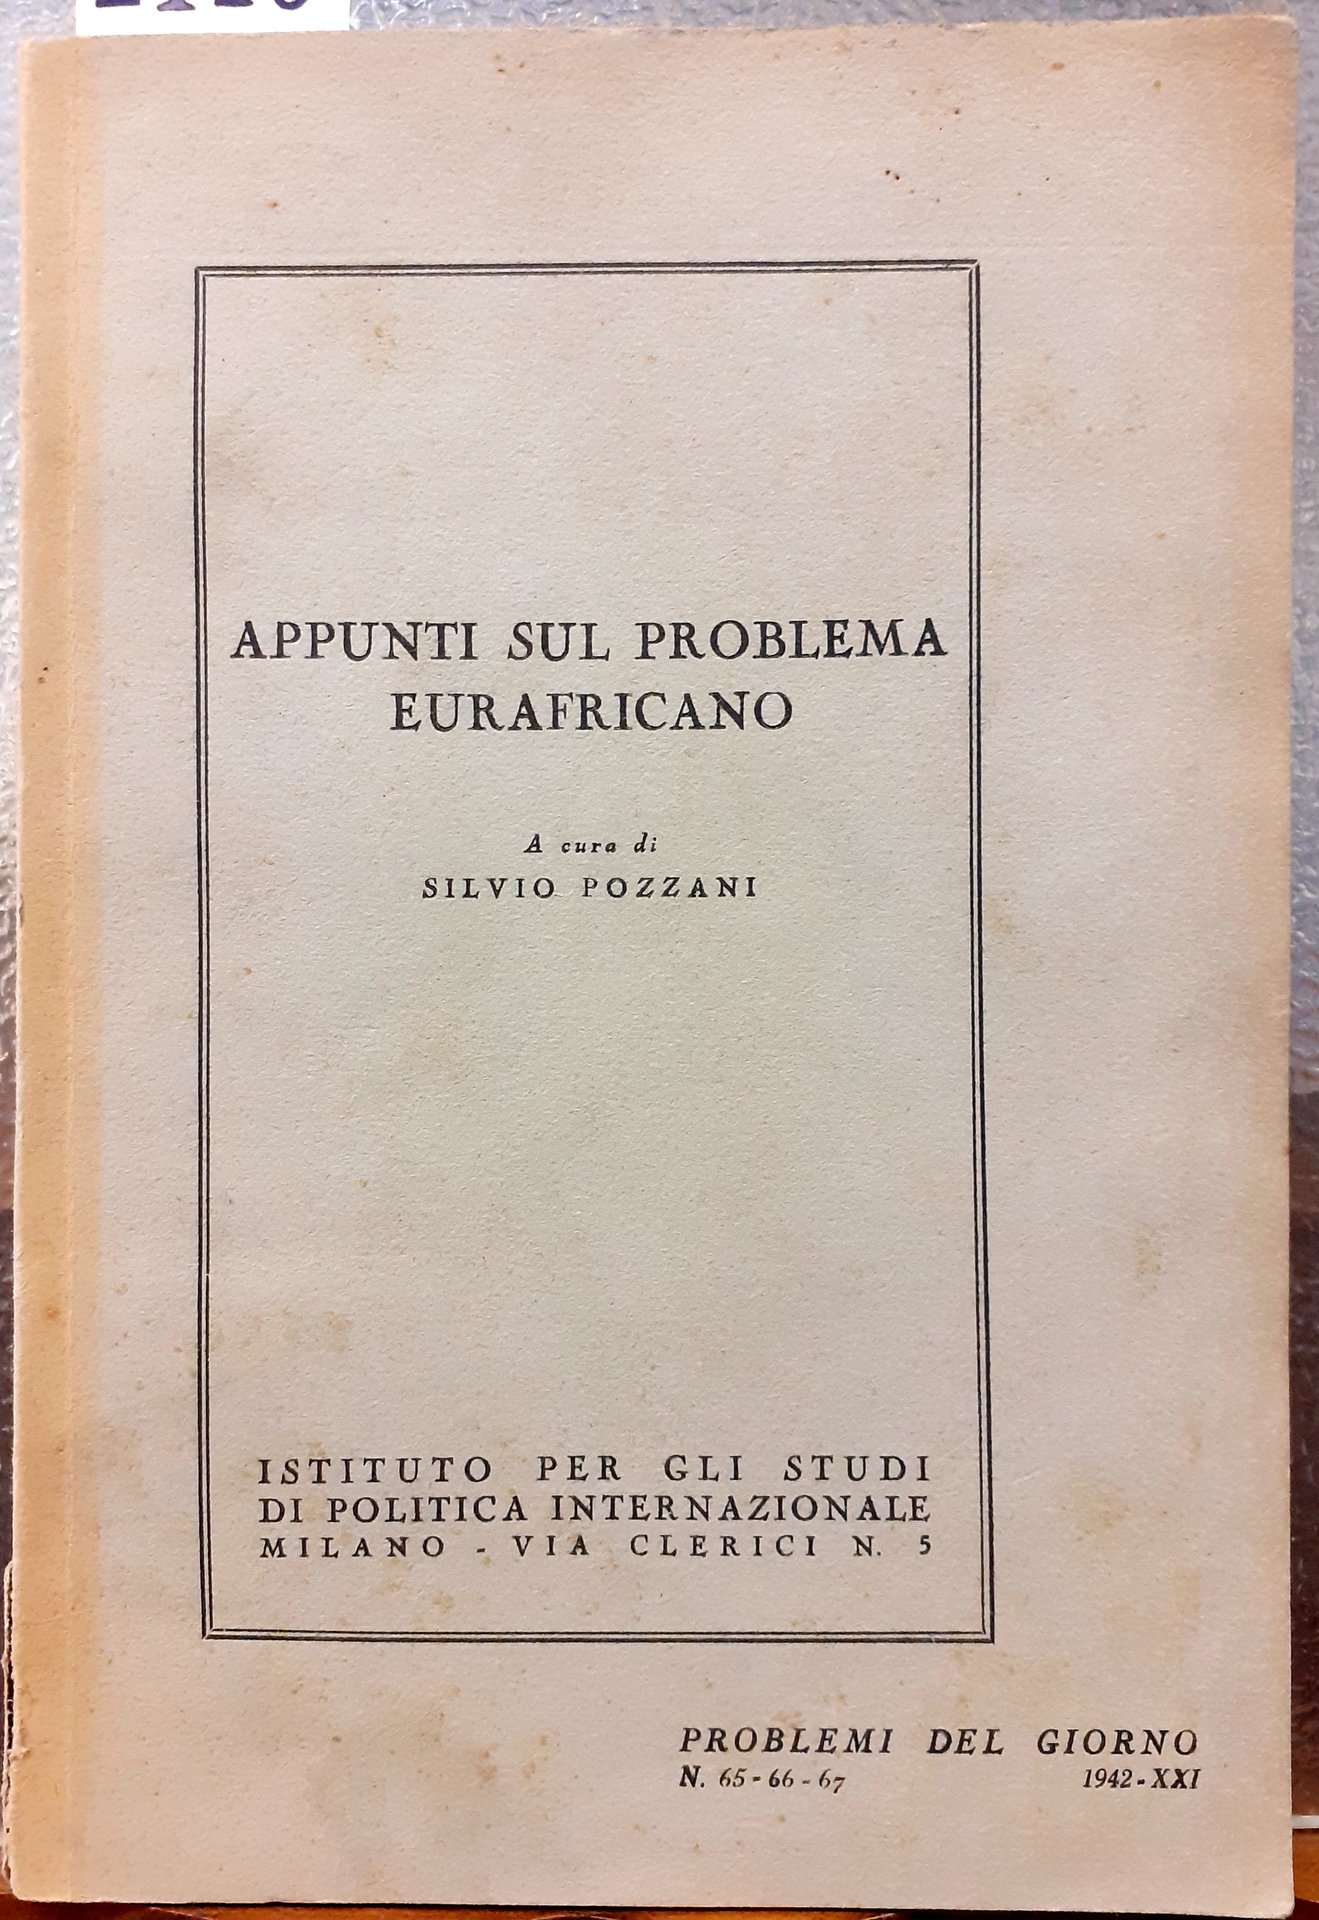 APPUNTI SUL PROBLEMA
EURAFRICANO
A cura di
SILVIO POZZANI
ISTITUTO PER GLI STUDI
DI POLITICA INTERNAZIONALE
MILANO - VIA CLERICI N. 5
PROBLEMI DEL GIORNO
N. 65-66-67 1942-XXI